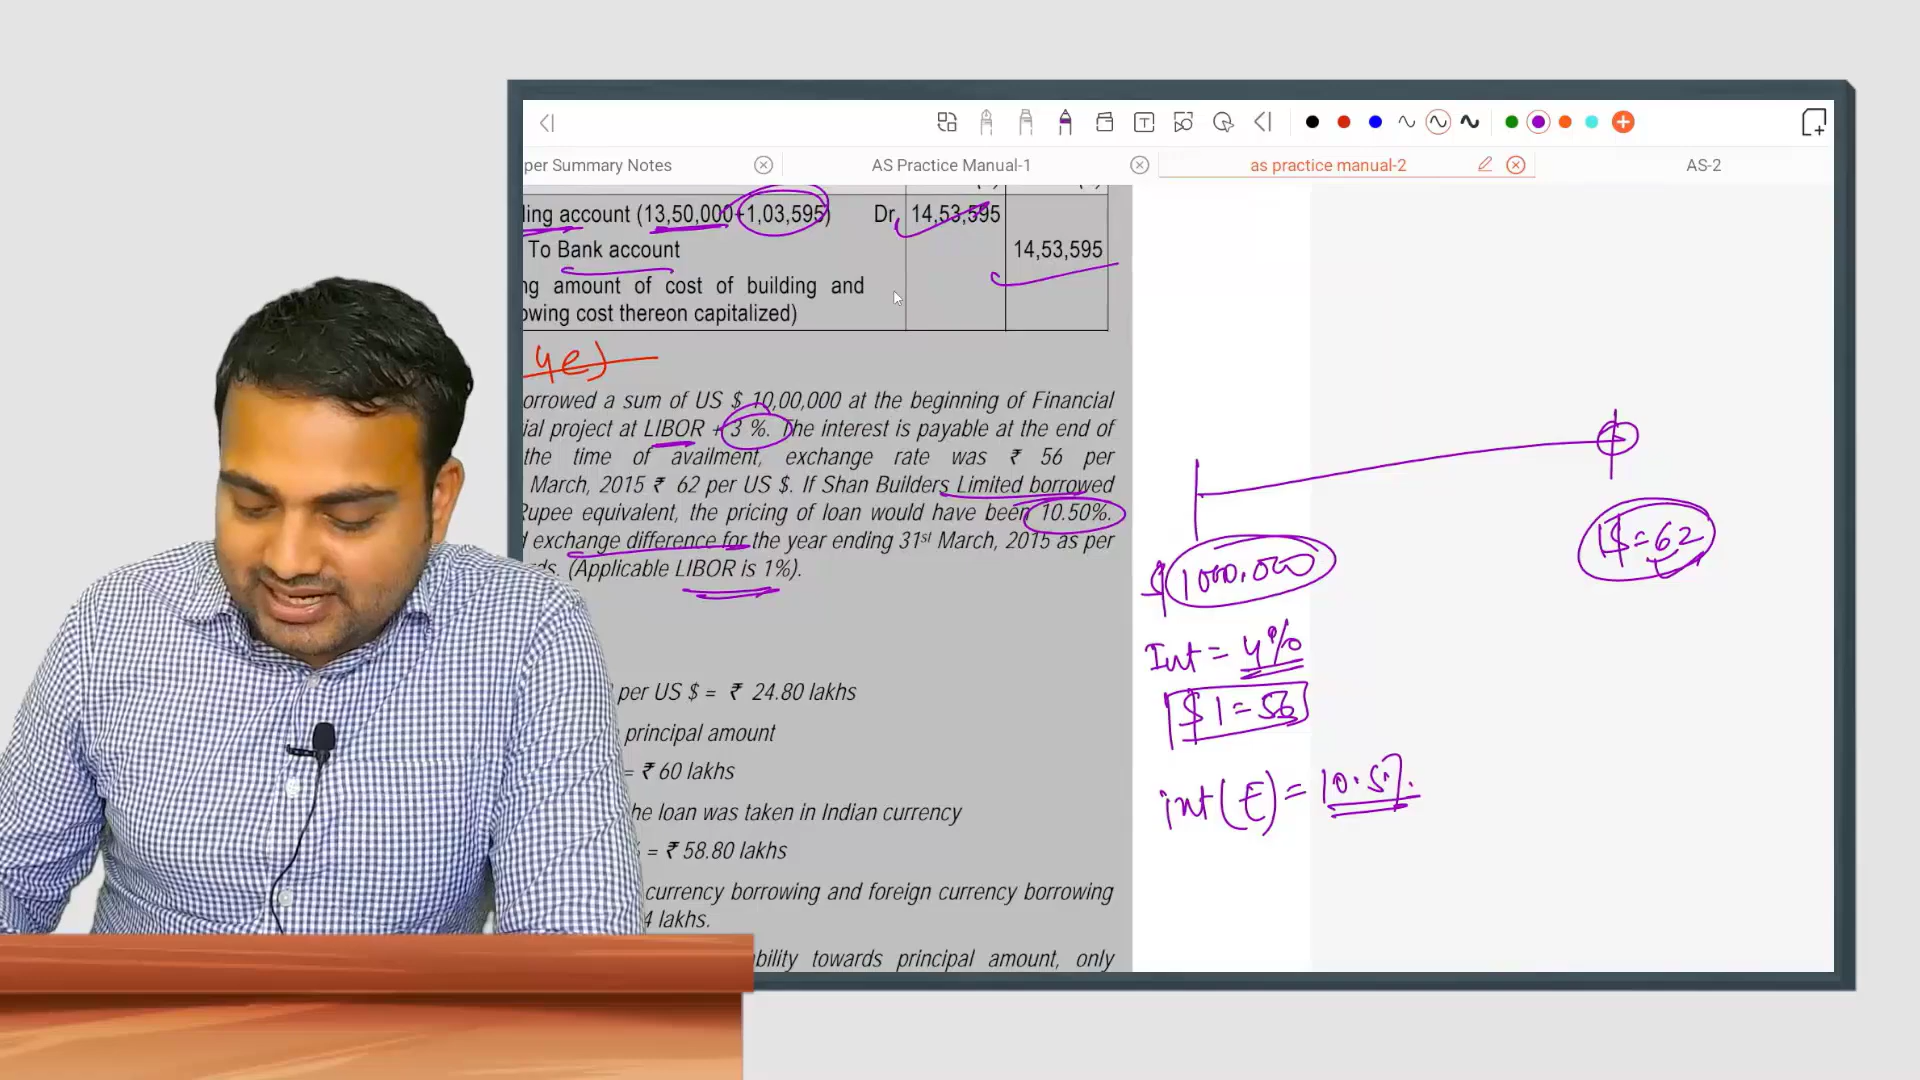 per Summary Notes
AS Practice Manual-1
as practice manual-2
AS-2
ling account (13,50,000+1,03,595) Dr. 14,53,595
To Bank account 14,53,595
ng amount of cost of building and
owing cost thereon capitalized)
4e)
orrowed a sum of US $ 10,00,000 at the beginning of Financial
ial project at LIBOR + 3 %. The interest is payable at the end of
the time of availment, exchange rate was ₹ 56 per
March, 2015 ₹ 62 per US $. If Shan Builders Limited borrowed
Rupee equivalent, the pricing of loan would have been 10.50%.
d exchange difference for the year ending 31st March, 2015 as per
rds. (Applicable LIBOR is 1%).
per US $ = ₹ 24.80 lakhs
principal amount
= ₹ 60 lakhs
he loan was taken in Indian currency
= ₹ 58.80 lakhs
currency borrowing and foreign currency borrowing
4 lakhs.
bility towards principal amount, only
$ 1000,000
Int = 4%
$ 1 = 56
int (₹) = 10.5%.
1$ = 62